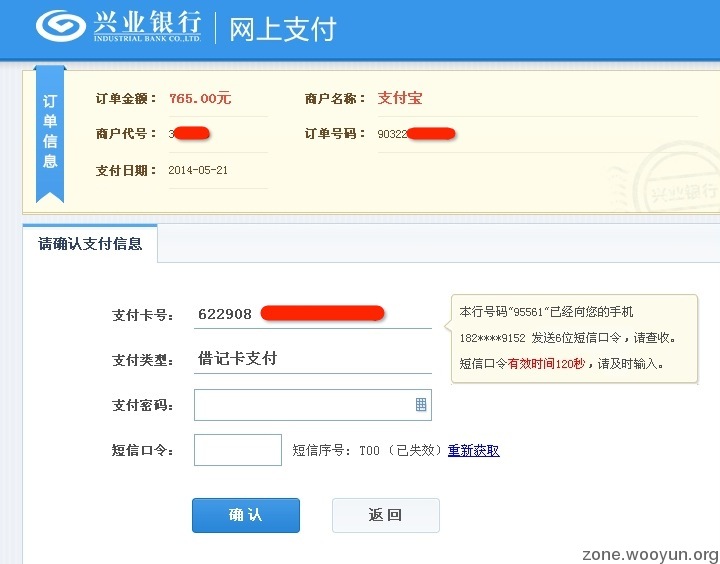 兴业银行 网上支付
INDUSTRIAL BANK CO.,LTD.
订单信息
订单金额： 765.00元 商户名称： 支付宝
商户代号： 3 订单号码： 90322
支付日期： 2014-05-21
兴业银行
请确认支付信息
支付卡号： 622908
本行号码“95561”已经向您的手机
182****9152 发送6位短信口令，请查收。
短信口令有效时间120秒，请及时输入。
支付类型： 借记卡支付
支付密码：
短信口令： 短信序号：T00（已失效）重新获取
确认 返回
zone.wooyun.org